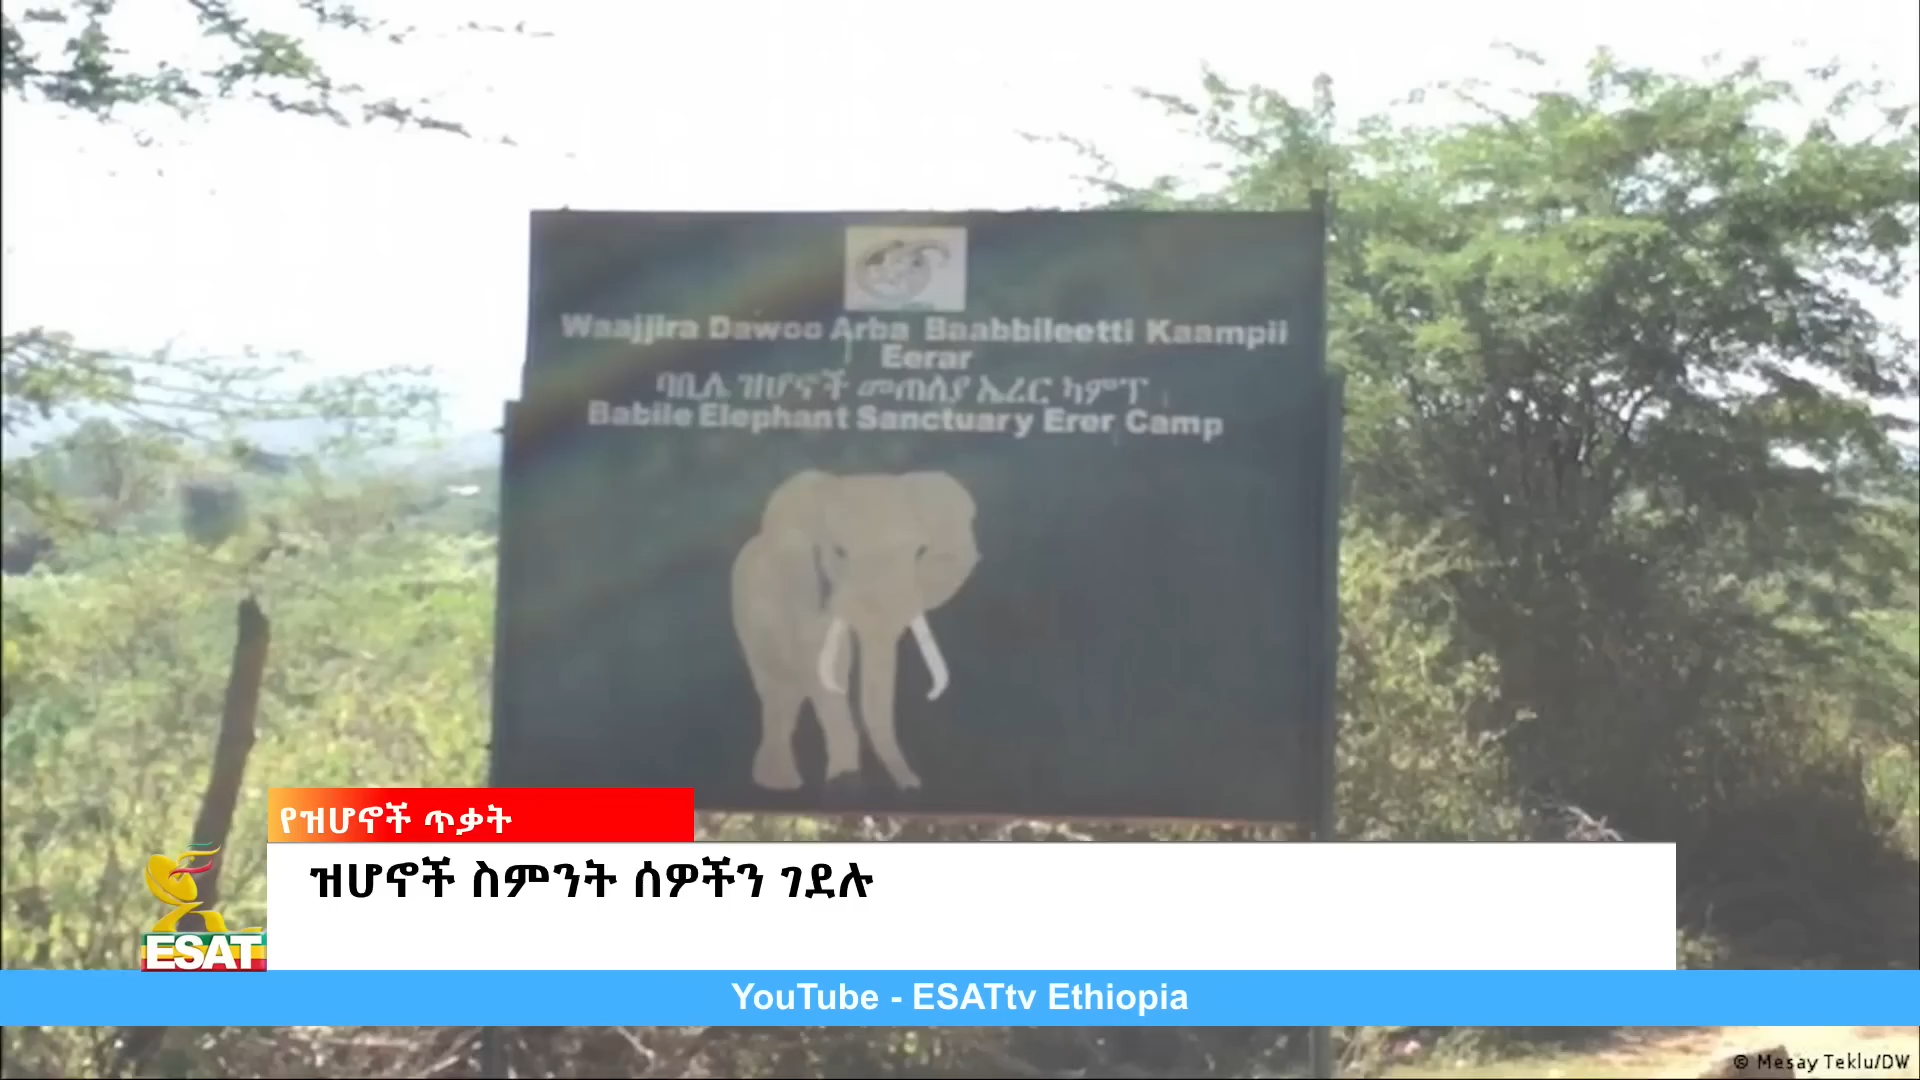 Waajjira Dawoo Arba Baabbileetti Kaampii
Eerar
ባቢሌ ዝሆኖች መጠለያ ኤረር ካምፕ
Babile Elephant Sanctuary Erer Camp
የዝሆኖች ጥቃት
ዝሆኖች ስምንት ሰዎችን ገደሉ
ESAT
YouTube - ESATtv Ethiopia
© Mesay Teklu/DW